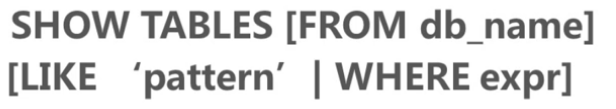 SHOW TABLES [FROM db_name]
[LIKE ‘pattern’ | WHERE expr]